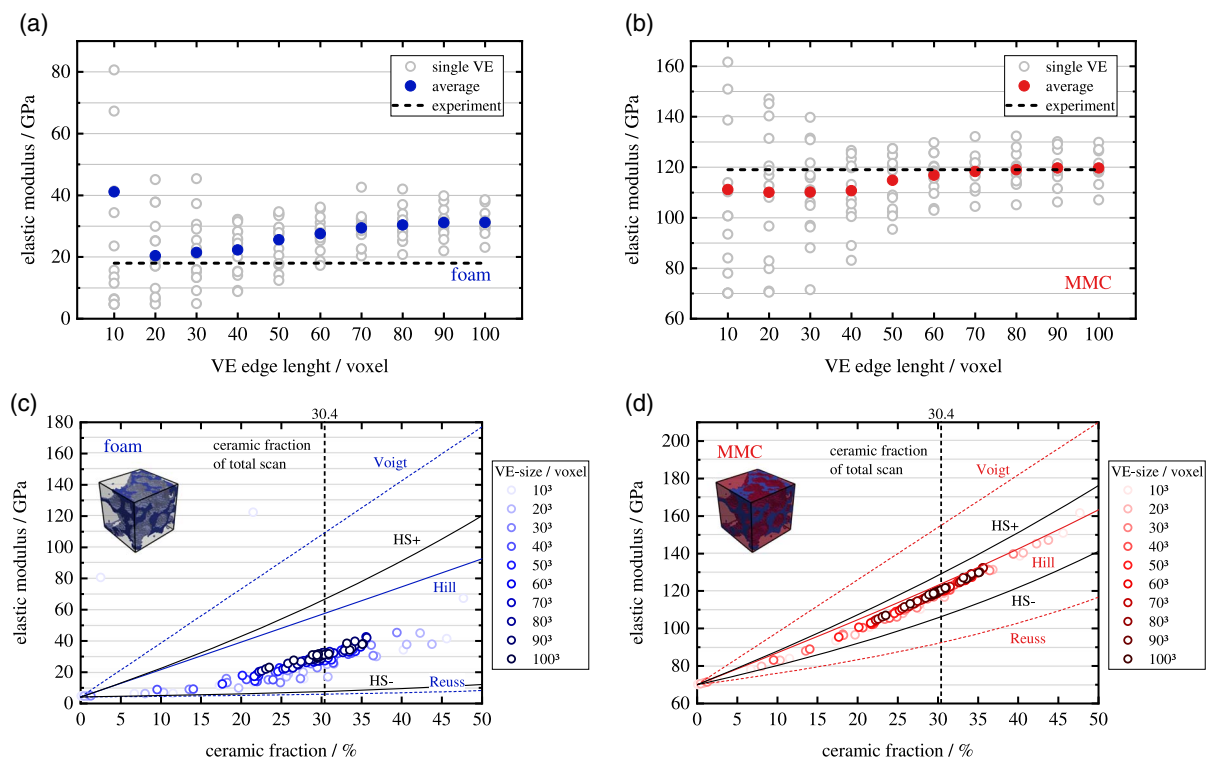 (a)
80
60
40
20
0
elastic modulus / GPa
single VE
average
experiment
foam
10 20 30 40 50 60 70 80 90 100
VE edge lenght / voxel
(b)
160
140
120
100
80
60
elastic modulus / GPa
single VE
average
experiment
MMC
10 20 30 40 50 60 70 80 90 100
VE edge lenght / voxel
(c)
30.4
180
160
140
120
100
80
60
40
20
0
elastic modulus / GPa
foam
ceramic fraction
of total scan
Voigt
HS+
Hill
HS-
Reuss
0 5 10 15 20 25 30 35 40 45 50
ceramic fraction / %
VE-size / voxel
10³
20³
30³
40³
50³
60³
70³
80³
90³
100³
(d)
30.4
200
180
160
140
120
100
80
60
elastic modulus / GPa
MMC
ceramic fraction
of total scan
Voigt
HS+
Hill
HS-
Reuss
0 5 10 15 20 25 30 35 40 45 50
ceramic fraction / %
VE-size / voxel
10³
20³
30³
40³
50³
60³
70³
80³
90³
100³